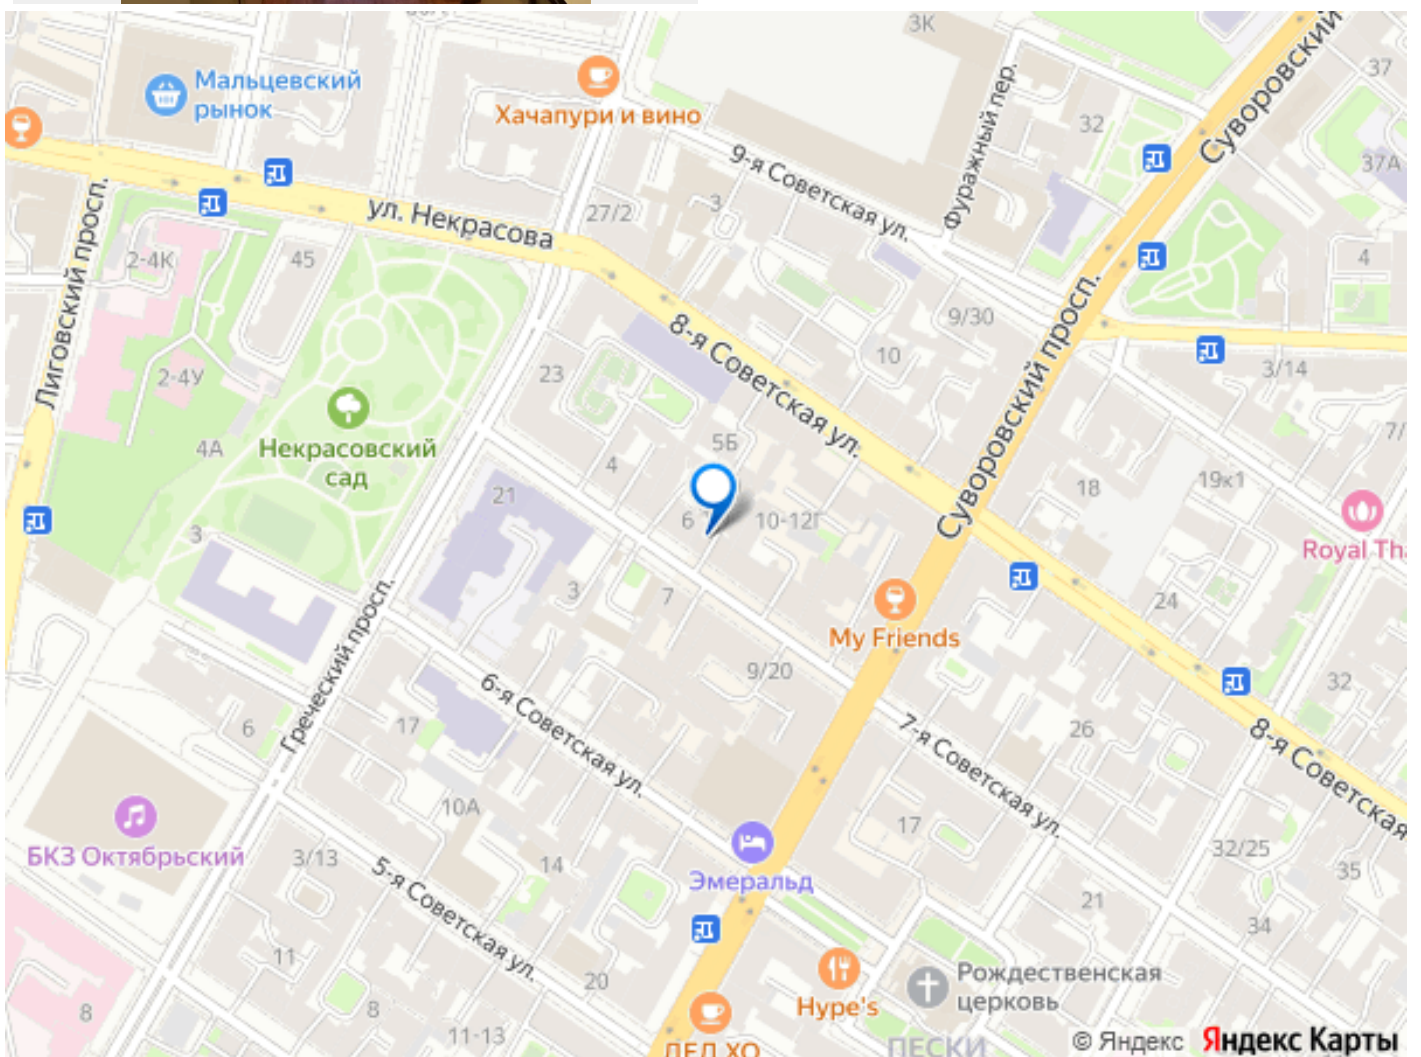 3К
37
Суворовский
Мальцевский
рынок
Хачапури и вино
Фуражный пер.
32
37А
9-я Советская ул.
3
27/2
ул. Некрасова
Лиговский просп.
2-4К
45
4
9/30
8-я Советская ул.
10
Суворовский просп.
3/14
23
2-4У
7/
Некрасовский
сад
4А
5Б
4
19к1
18
21
6
10-12Г
Royal Tha
3
3
7
24
My Friends
Греческий просп.
9/20
32
6-я Советская ул.
6
17
26
7-я Советская ул.
8-я Советская
10А
17
БКЗ Октябрьский
3/13
14
32/25
35
Эмеральд
5-я Советская ул.
21
34
11
20
Рождественская
церковь
Hype's
8
8
11-13
ПЕСКИ
© Яндекс Яндекс Карты